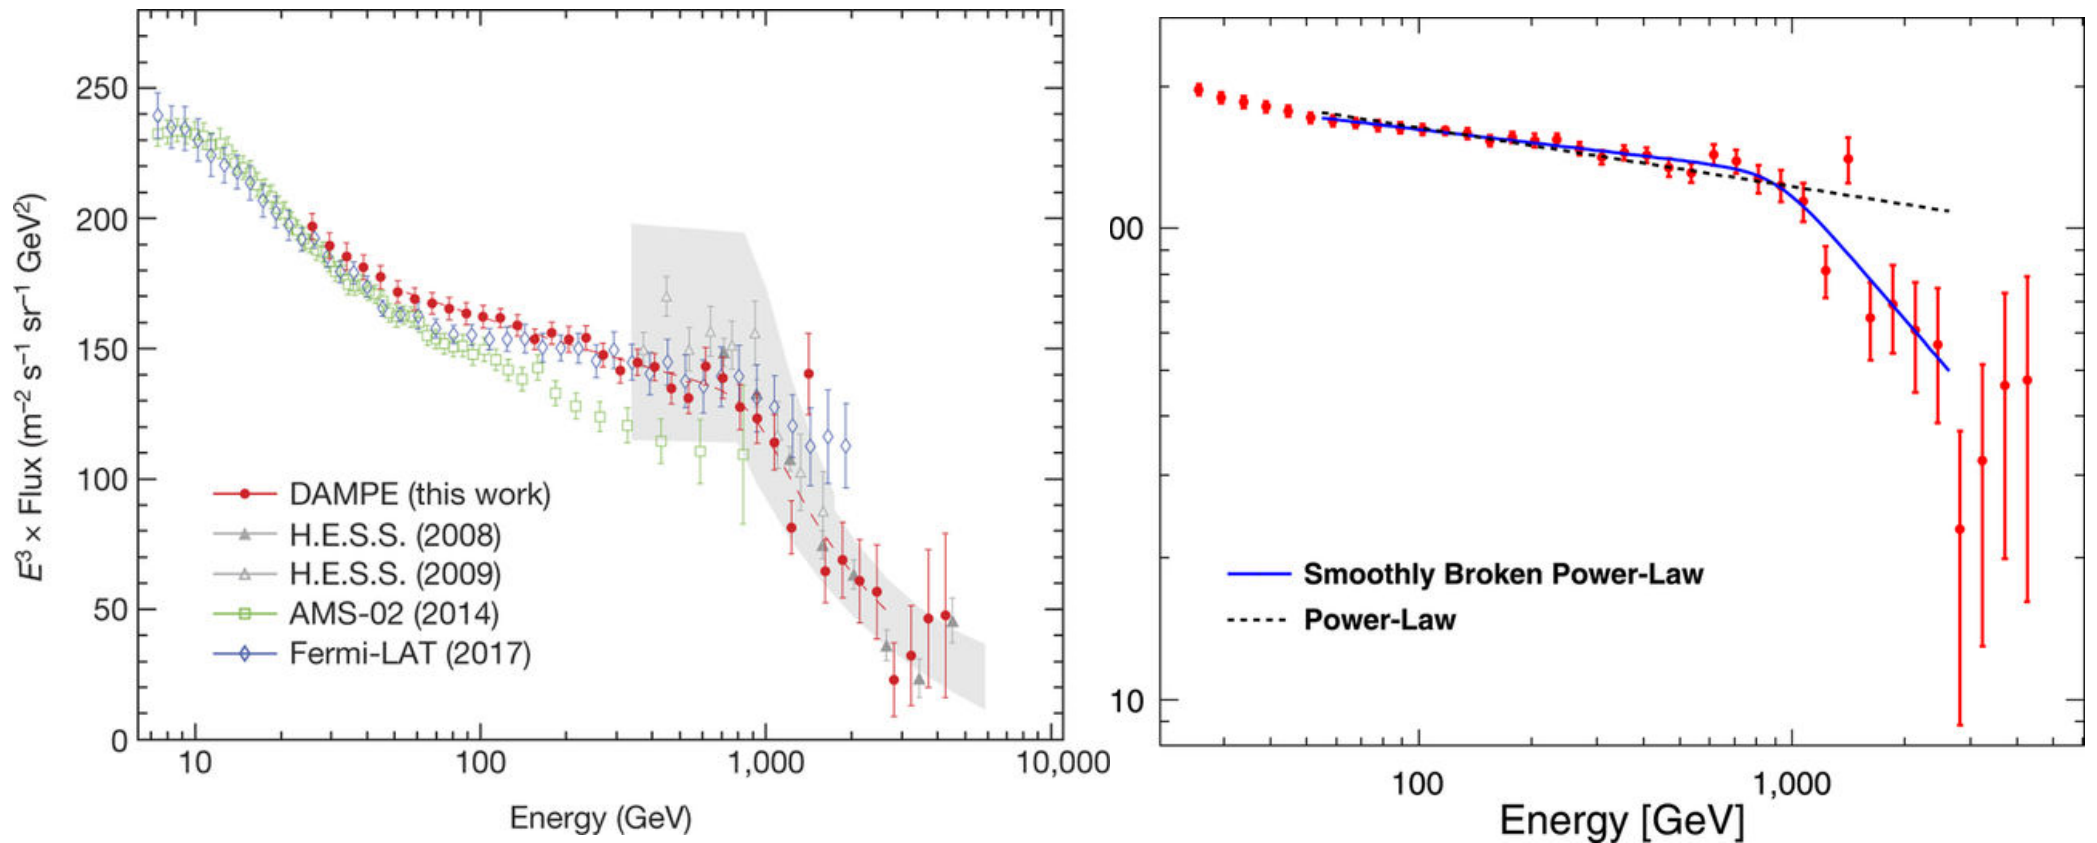 250
200
150
100
50
0
E³ × Flux (m⁻² s⁻¹ sr⁻¹ GeV²)
DAMPE (this work)
H.E.S.S. (2008)
H.E.S.S. (2009)
AMS-02 (2014)
Fermi-LAT (2017)
10 100 1,000 10,000
Energy (GeV)
00
10
Smoothly Broken Power-Law
Power-Law
100 1,000
Energy [GeV]